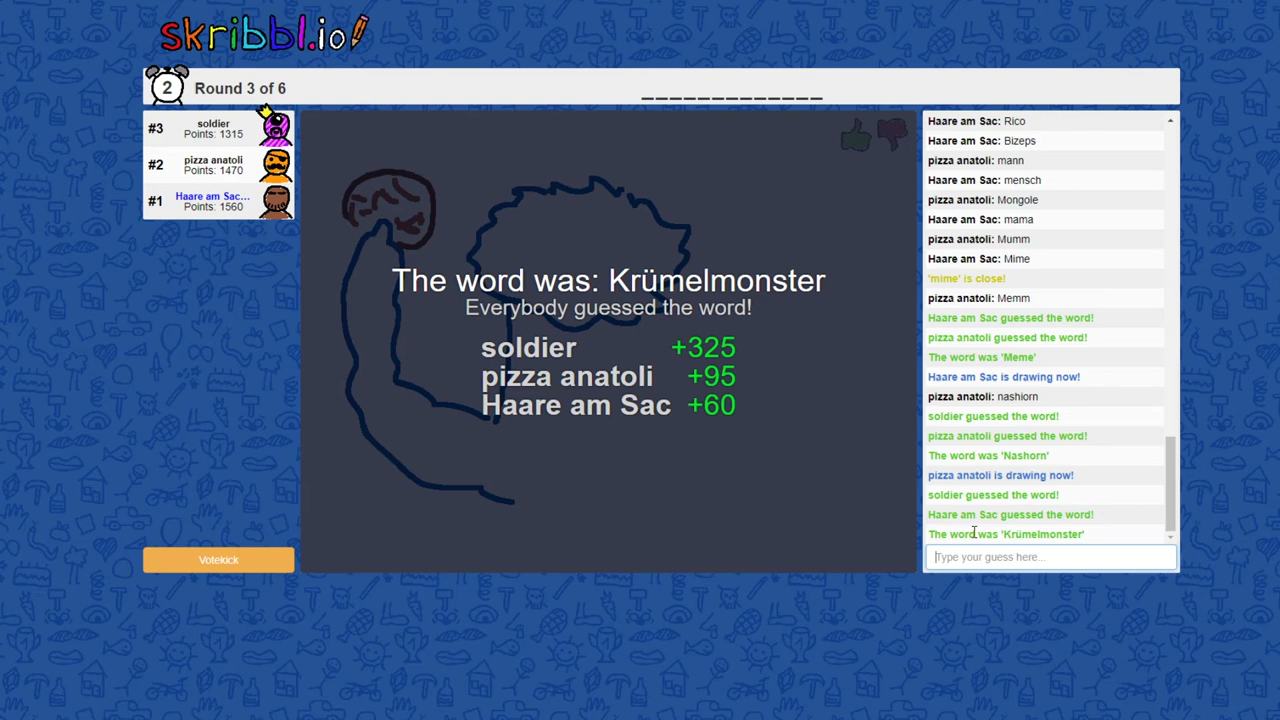 skribbl.io
2
Round 3 of 6
_____________
#3
soldier
Points: 1315
#2
pizza anatoli
Points: 1470
#1
Haare am Sac...
Points: 1560
Votekick
The word was: Krümelmonster
Everybody guessed the word!
soldier +325
pizza anatoli +95
Haare am Sac +60
Haare am Sac: Rico
Haare am Sac: Bizeps
pizza anatoli: mann
Haare am Sac: mensch
pizza anatoli: Mongole
Haare am Sac: mama
pizza anatoli: Mumm
Haare am Sac: Mime
'mime' is close!
pizza anatoli: Memm
Haare am Sac guessed the word!
pizza anatoli guessed the word!
The word was 'Meme'
Haare am Sac is drawing now!
pizza anatoli: nashiorn
soldier guessed the word!
pizza anatoli guessed the word!
The word was 'Nashorn'
pizza anatoli is drawing now!
soldier guessed the word!
Haare am Sac guessed the word!
The word was 'Krümelmonster'
Type your guess here...